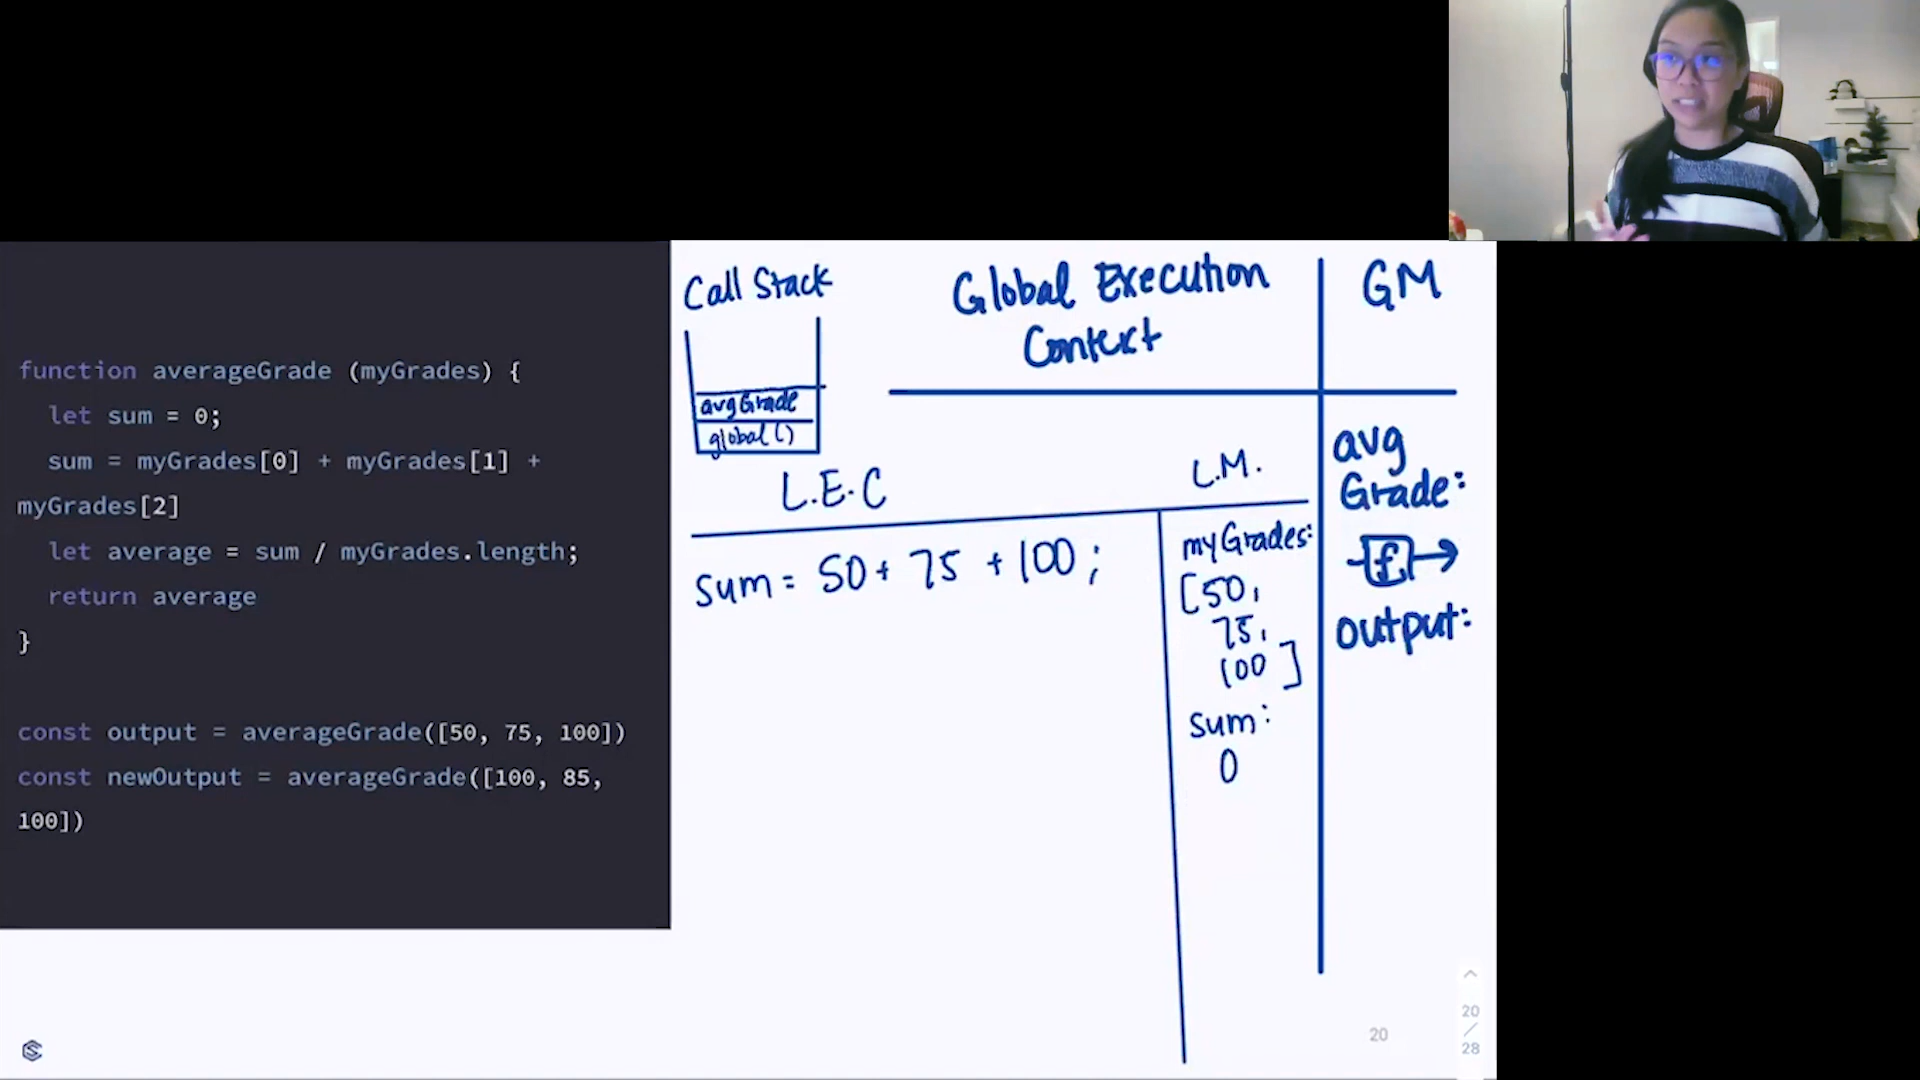 function averageGrade (myGrades) {
let sum = 0;
sum = myGrades[0] + myGrades[1] +
myGrades[2]
let average = sum / myGrades.length;
return average
}
const output = averageGrade([50, 75, 100])
const newOutput = averageGrade([100, 85,
100])
Call Stack
avgGrade
global()
Global Execution
Context
GM
L.E.C
L.M.
sum = 50 + 75 + 100;
myGrades:
[50,
75,
100]
sum:
0
avg
Grade:
f
output:
20
20
/
28